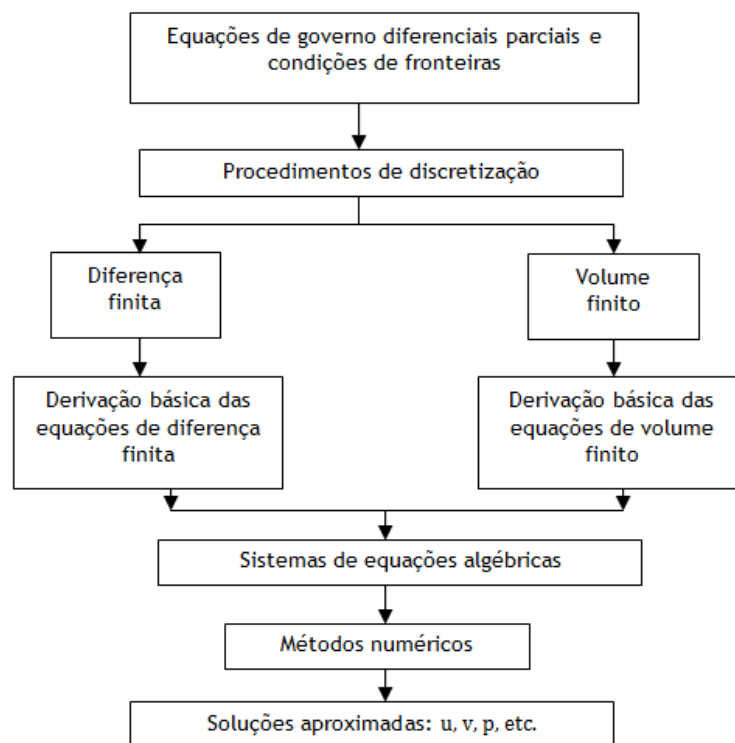 Equações de governo diferenciais parciais e
condições de fronteiras
Procedimentos de discretização
Diferença
finita
Volume
finito
Derivação básica das
equações de diferença
finita
Derivação básica das
equações de volume
finito
Sistemas de equações algébricas
Métodos numéricos
Soluções aproximadas: u, v, p, etc.